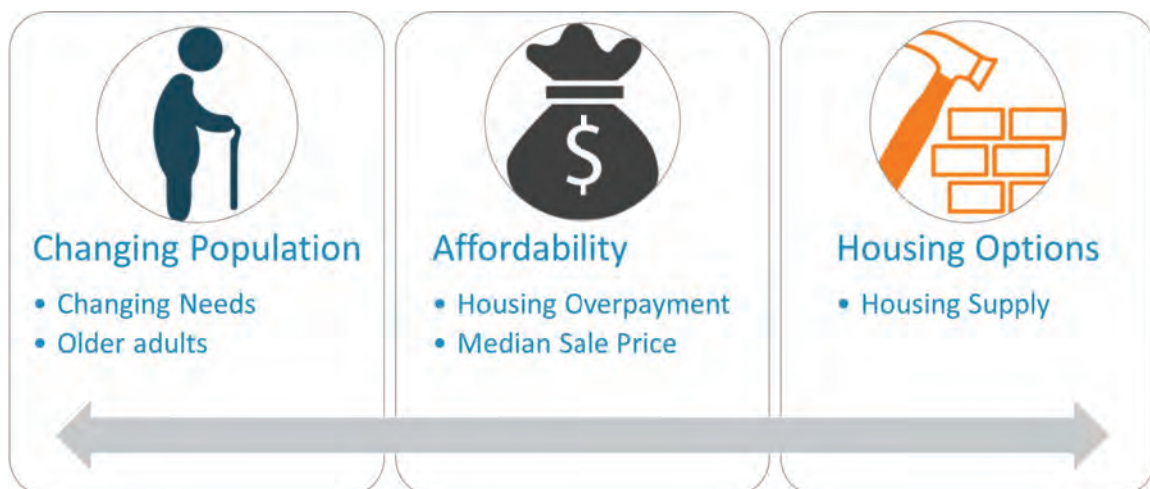 $
Changing Population
• Changing Needs
• Older adults
Affordability
• Housing Overpayment
• Median Sale Price
Housing Options
• Housing Supply